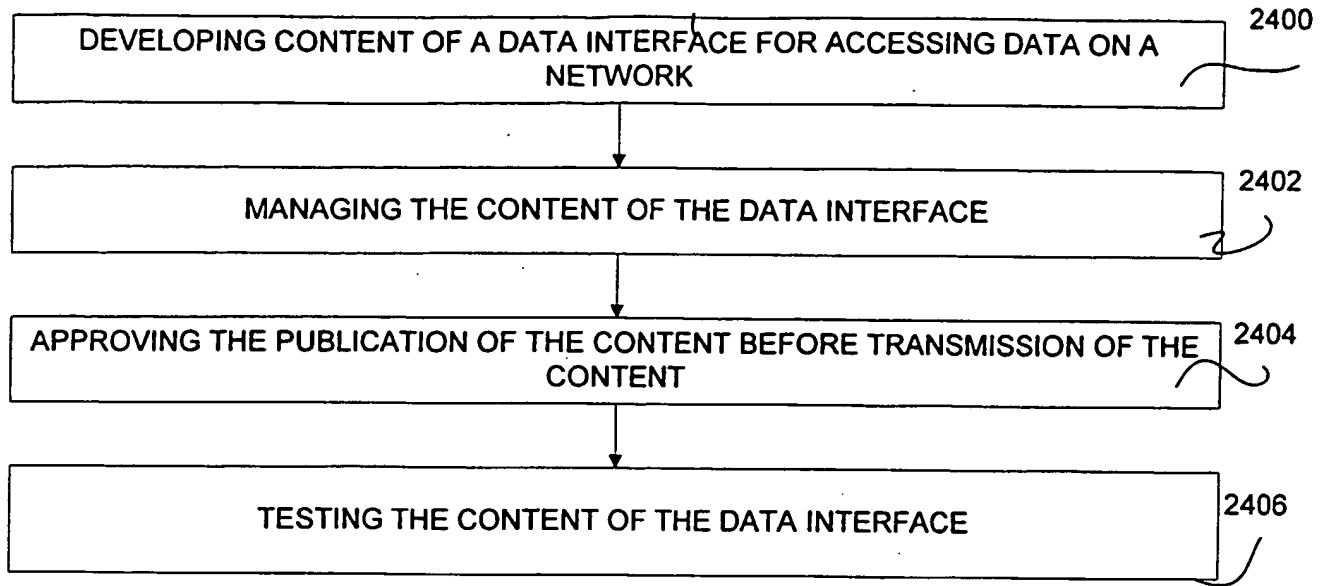 2400
DEVELOPING CONTENT OF A DATA INTERFACE FOR ACCESSING DATA ON A
NETWORK
2402
MANAGING THE CONTENT OF THE DATA INTERFACE
2404
APPROVING THE PUBLICATION OF THE CONTENT BEFORE TRANSMISSION OF THE
CONTENT
2406
TESTING THE CONTENT OF THE DATA INTERFACE